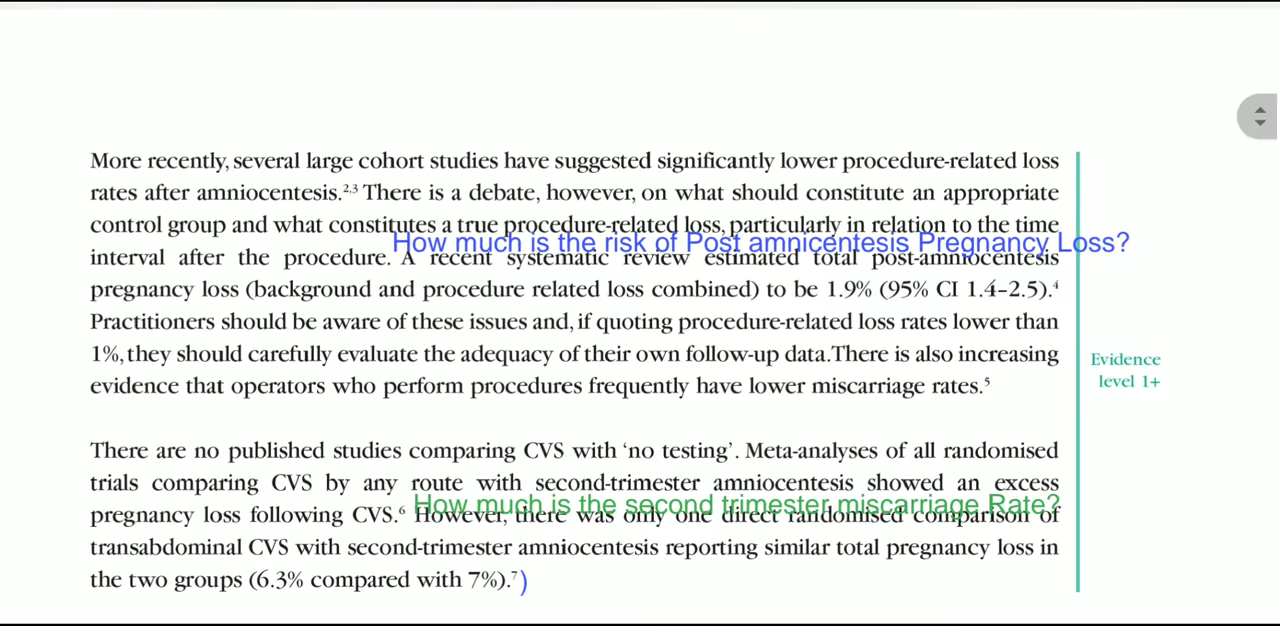 More recently, several large cohort studies have suggested significantly lower procedure-related loss
rates after amniocentesis.2,3 There is a debate, however, on what should constitute an appropriate
control group and what constitutes a true procedure-related loss, particularly in relation to the time
How much is the risk of Post amnicentesis Pregnancy Loss?
interval after the procedure. A recent systematic review estimated total post-amniocentesis
pregnancy loss (background and procedure related loss combined) to be 1.9% (95% CI 1.4–2.5).4
Practitioners should be aware of these issues and, if quoting procedure-related loss rates lower than
1%, they should carefully evaluate the adequacy of their own follow-up data.There is also increasing
evidence that operators who perform procedures frequently have lower miscarriage rates.5
Evidence
level 1+
There are no published studies comparing CVS with ‘no testing’. Meta-analyses of all randomised
trials comparing CVS by any route with second-trimester amniocentesis showed an excess
How much is the second trimester miscarriage Rate?
pregnancy loss following CVS.6 However, there was only one direct randomised comparison of
transabdominal CVS with second-trimester amniocentesis reporting similar total pregnancy loss in
the two groups (6.3% compared with 7%).7)